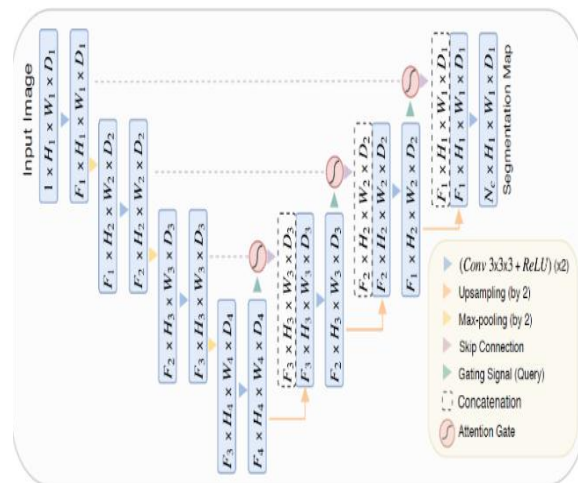 Input Image
1 × H₁ × W₁ × D₁
F₁ × H₁ × W₁ × D₁
F₁ × H₂ × W₂ × D₂
F₂ × H₂ × W₂ × D₂
F₂ × H₃ × W₃ × D₃
F₃ × H₃ × W₃ × D₃
F₃ × H₄ × W₄ × D₄
F₄ × H₄ × W₄ × D₄
F₃ × H₃ × W₃ × D₃
F₃ × H₃ × W₃ × D₃
F₂ × H₃ × W₃ × D₃
F₂ × H₂ × W₂ × D₂
F₂ × H₂ × W₂ × D₂
F₁ × H₂ × W₂ × D₂
F₁ × H₁ × W₁ × D₁
F₁ × H₁ × W₁ × D₁
N_c × H₁ × W₁ × D₁
Segmentation Map
(Conv 3x3x3 + ReLU) (x2)
Upsampling (by 2)
Max-pooling (by 2)
Skip Connection
Gating Signal (Query)
Concatenation
Attention Gate